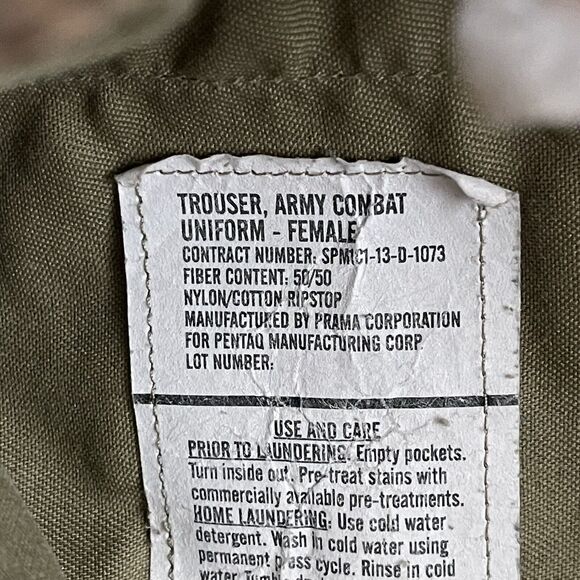 TROUSER, ARMY COMBAT
UNIFORM - FEMALE
CONTRACT NUMBER: SPM1C1-13-D-1073
FIBER CONTENT: 50/50
NYLON/COTTON RIPSTOP
MANUFACTURED BY PRAMA CORPORATION
FOR PENTAQ MANUFACTURING CORP.
LOT NUMBER:
USE AND CARE
PRIOR TO LAUNDERING: Empty pockets.
Turn inside out. Pre-treat stains with
commercially available pre-treatments.
HOME LAUNDERING: Use cold water
detergent. Wash in cold water using
permanent press cycle. Rinse in cold
water. Tumble